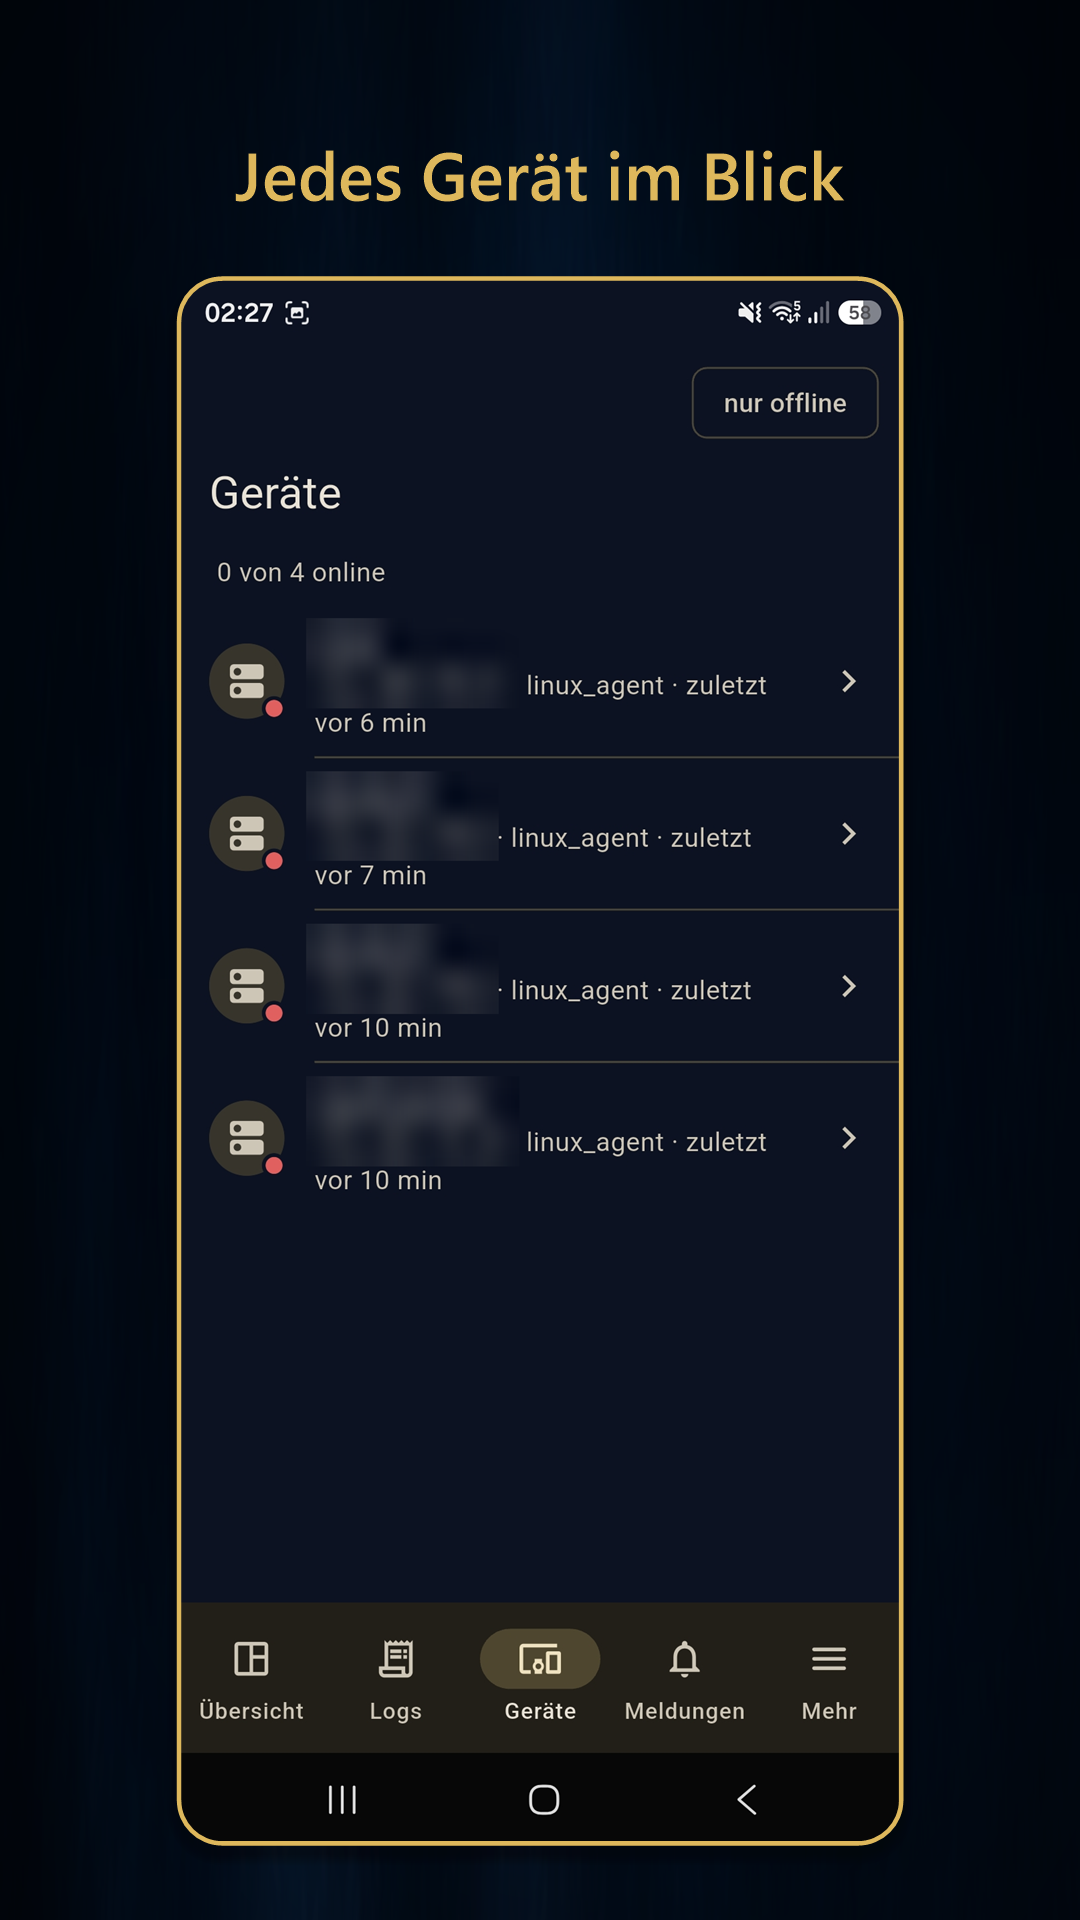 Jedes Gerät im Blick
02:27
5
58
nur offline
Geräte
0 von 4 online
linux_agent · zuletzt
vor 6 min
· linux_agent · zuletzt
vor 7 min
· linux_agent · zuletzt
vor 10 min
linux_agent · zuletzt
vor 10 min
Übersicht Logs Geräte Meldungen Mehr